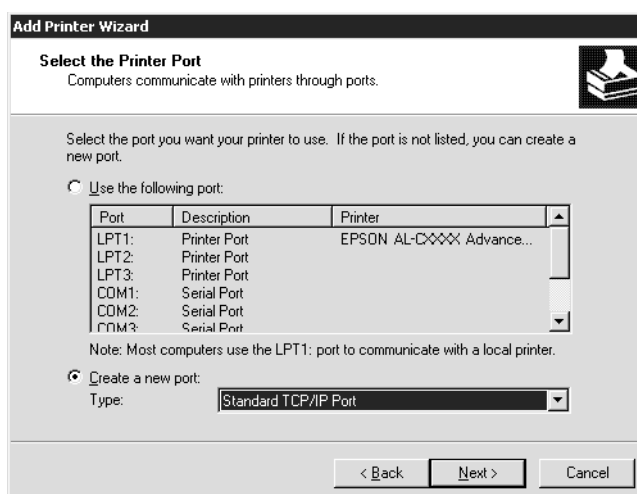 Add Printer Wizard
Select the Printer Port
Computers communicate with printers through ports.
Select the port you want your printer to use. If the port is not listed, you can create a
new port.
Use the following port:
Port Description Printer
LPT1: Printer Port EPSON AL-CXXXX Advance...
LPT2: Printer Port
LPT3: Printer Port
COM1: Serial Port
COM2: Serial Port
COM3: Serial Port
Note: Most computers use the LPT1: port to communicate with a local printer.
Create a new port:
Type: Standard TCP/IP Port
< Back Next > Cancel